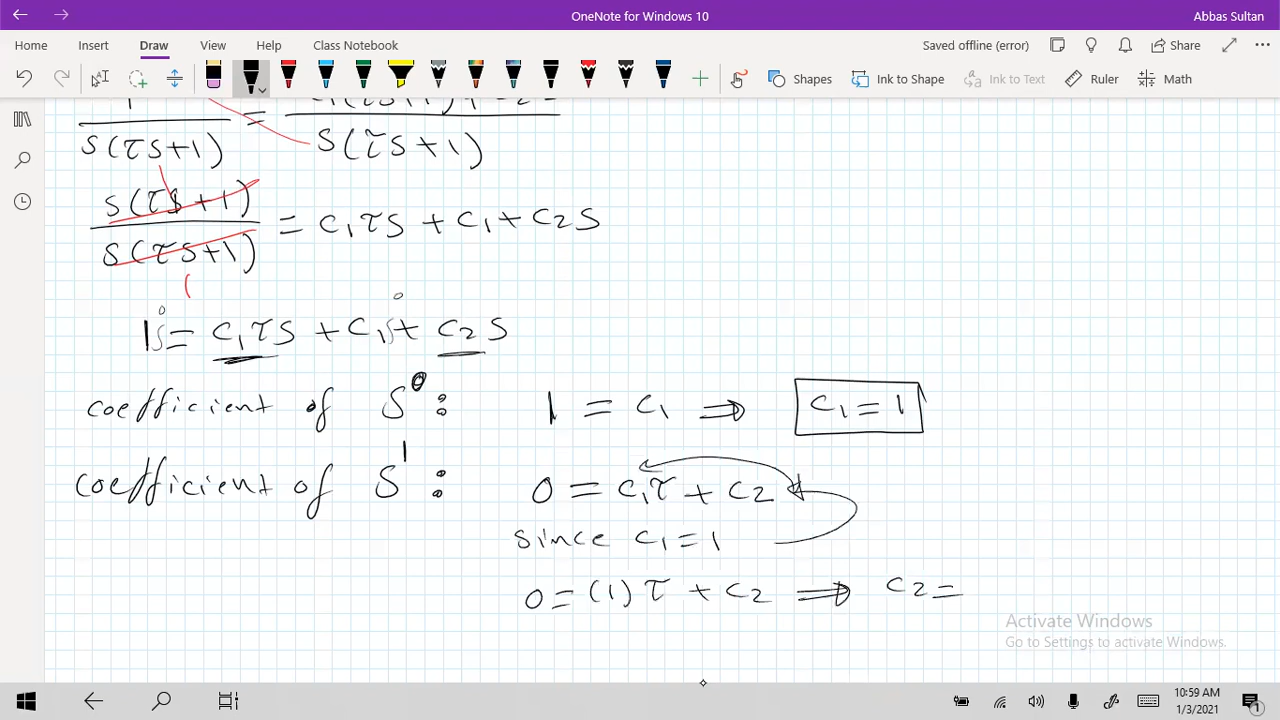 OneNote for Windows 10
Abbas Sultan
Home Insert Draw View Help Class Notebook Saved offline (error) Share
Shapes Ink to Shape Ink to Text Ruler Math
S(τS+1) = S(τS+1)
S(τS+1)
S(τS+1) = C1τS + C1 + C2S
1S⁰ = C1τS + C1S⁰ + C2S
coefficient of S⁰ : 1 = C1 ⇒ C1 = 1
coefficient of S¹ : 0 = C1τ + C2
since C1 = 1
0 = (1)τ + C2 ⇒ C2 =
Activate Windows
Go to Settings to activate Windows.
10:59 AM
1/3/2021
1